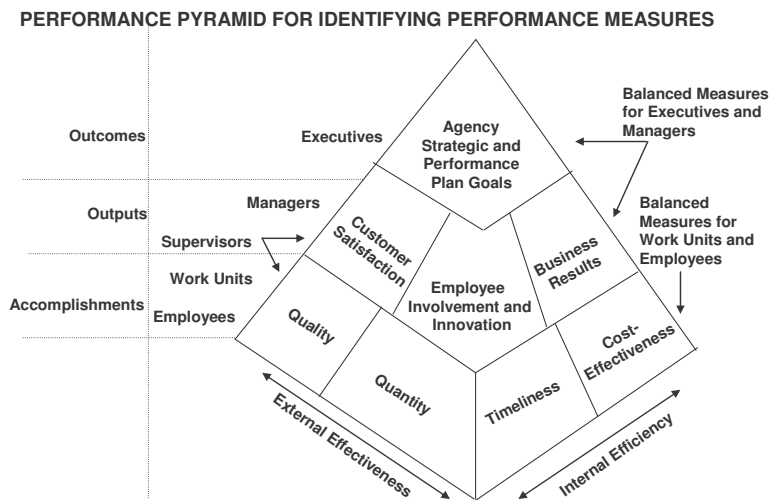 PERFORMANCE PYRAMID FOR IDENTIFYING PERFORMANCE MEASURES
Outcomes
Executives
Agency
Strategic and
Performance
Plan Goals
Balanced Measures
for Executives and
Managers
Outputs
Managers
Supervisors
Customer
Satisfaction
Business
Results
Balanced
Measures for
Work Units and
Employees
Accomplishments
Work Units
Employees
Employee
Involvement and
Innovation
Quality
Quantity
Timeliness
Cost-
Effectiveness
External Effectiveness
Internal Efficiency